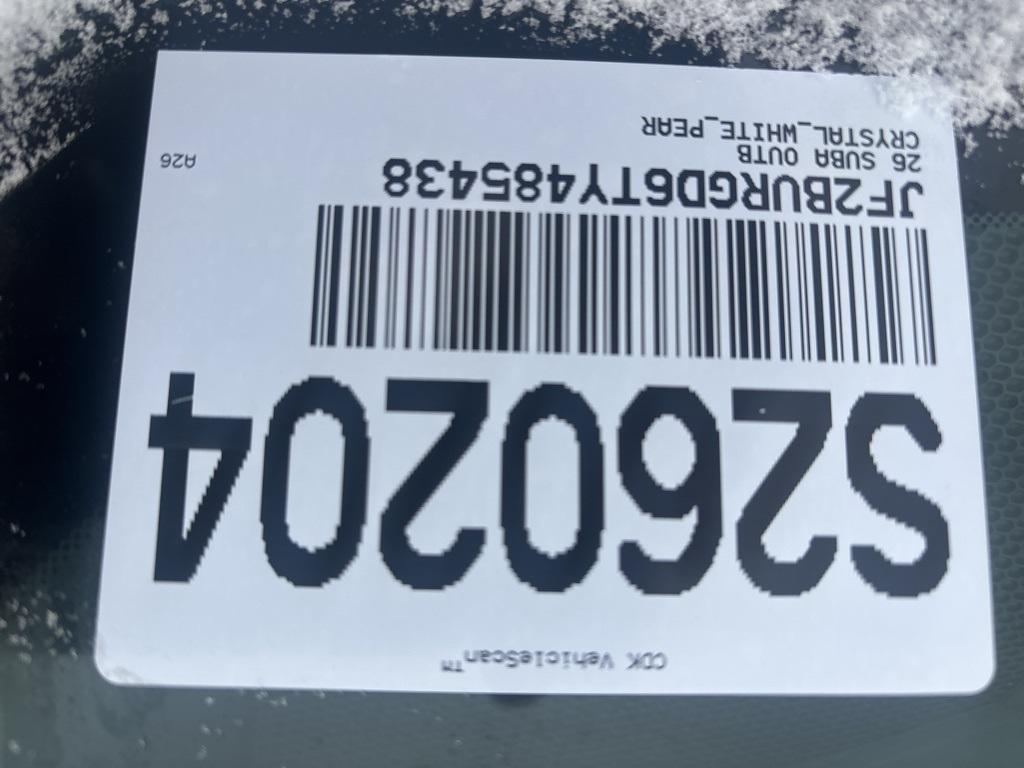 CDK VehicleScan™
S260204
JF2BURGD6TY485438
26 SUBA OUTB
CRYSTAL_WHITE_PEAR
A26